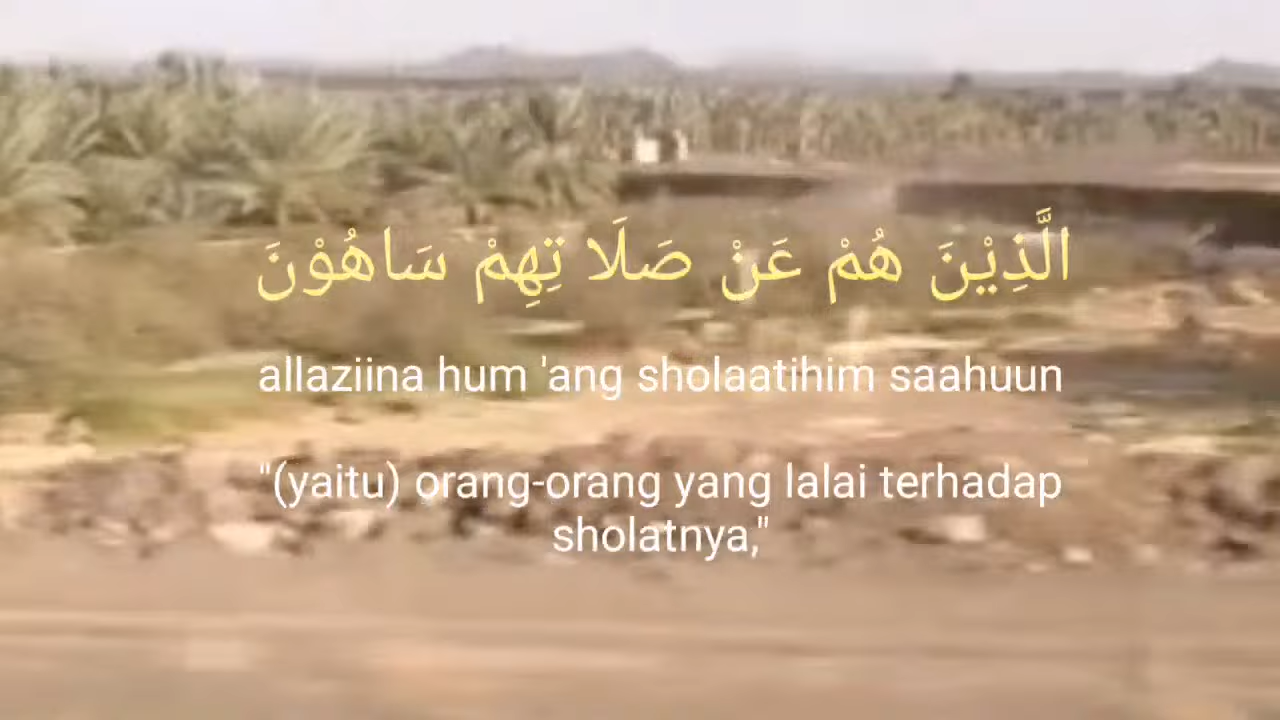 الَّذِيْنَ هُمْ عَنْ صَلَا تِهِمْ سَاهُوْنَ
allaziina hum 'ang sholaatihim saahuun
"(yaitu) orang-orang yang lalai terhadap
sholatnya,"